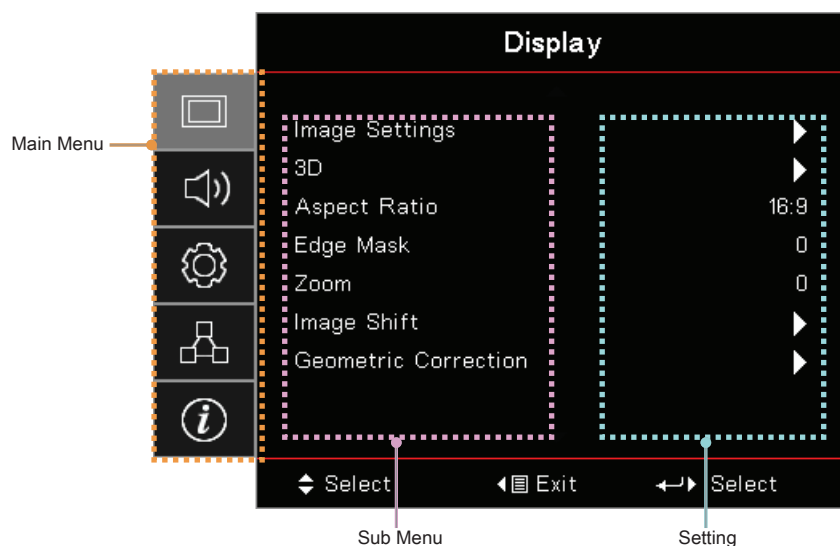 Display
Main Menu
Image Settings
3D
Aspect Ratio 16:9
Edge Mask 0
Zoom 0
Image Shift
Geometric Correction
i
Select Exit Select
Sub Menu Setting